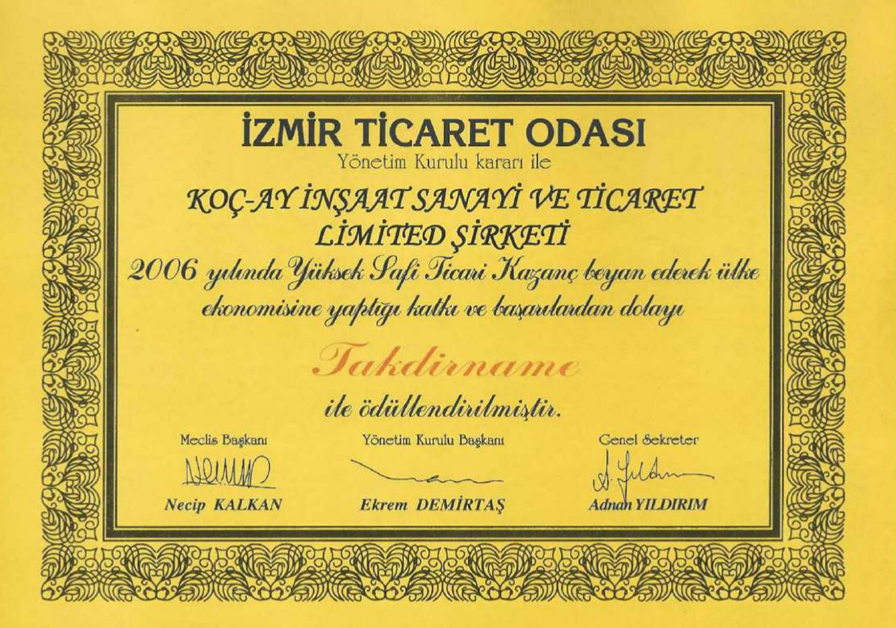 İZMİR TİCARET ODASI
Yönetim Kurulu kararı ile
KOÇ-AY İNŞAAT SANAYİ VE TİCARET
LİMİTED ŞİRKETİ
2006 yılında Yüksek Safi Ticari Kazanç beyan ederek ülke
ekonomisine yaptığı katkı ve başarılardan dolayı
Takdirname
ile ödüllendirilmiştir.
Meclis Başkanı Yönetim Kurulu Başkanı Genel Sekreter
Necip KALKAN Ekrem DEMİRTAŞ Adnan YILDIRIM